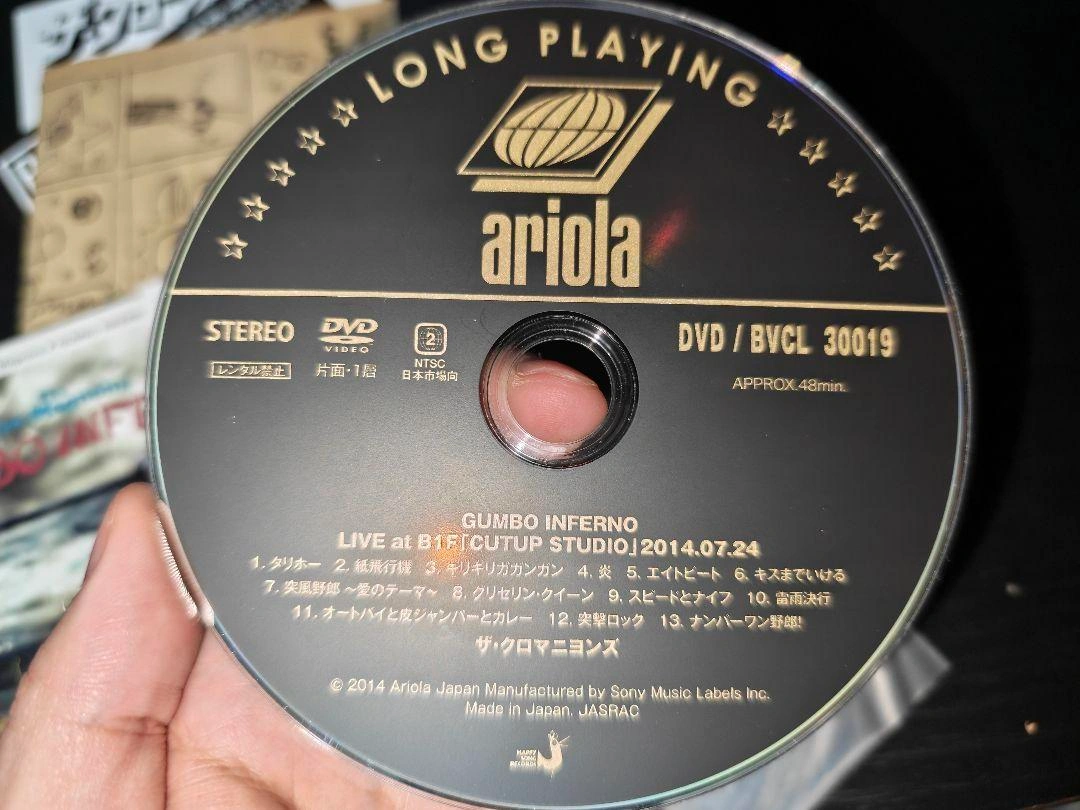 LONG PLAYING
ariola
STEREO
DVD
VIDEO
2
NTSC
日本市場向
DVD / BVCL 30019
レンタル禁止
片面・1層
APPROX.48min.
GUMBO INFERNO
LIVE at B1F「CUTUP STUDIO」2014.07.24
1. タリホー 2. 紙飛行機 3. キリキリガガンガン 4. 炎 5. エイトビート 6. キスまでいける
7. 突風野郎 ~愛のテーマ~ 8. グリセリン・クイーン 9. スピードとナイフ 10. 雷雨決行
11. オートバイと皮ジャンパーとカレー 12. 突撃ロック 13. ナンバーワン野郎!
ザ・クロマニヨンズ
© 2014 Ariola Japan Manufactured by Sony Music Labels Inc.
Made in Japan. JASRAC
HAPPY
SONG
RECORDS